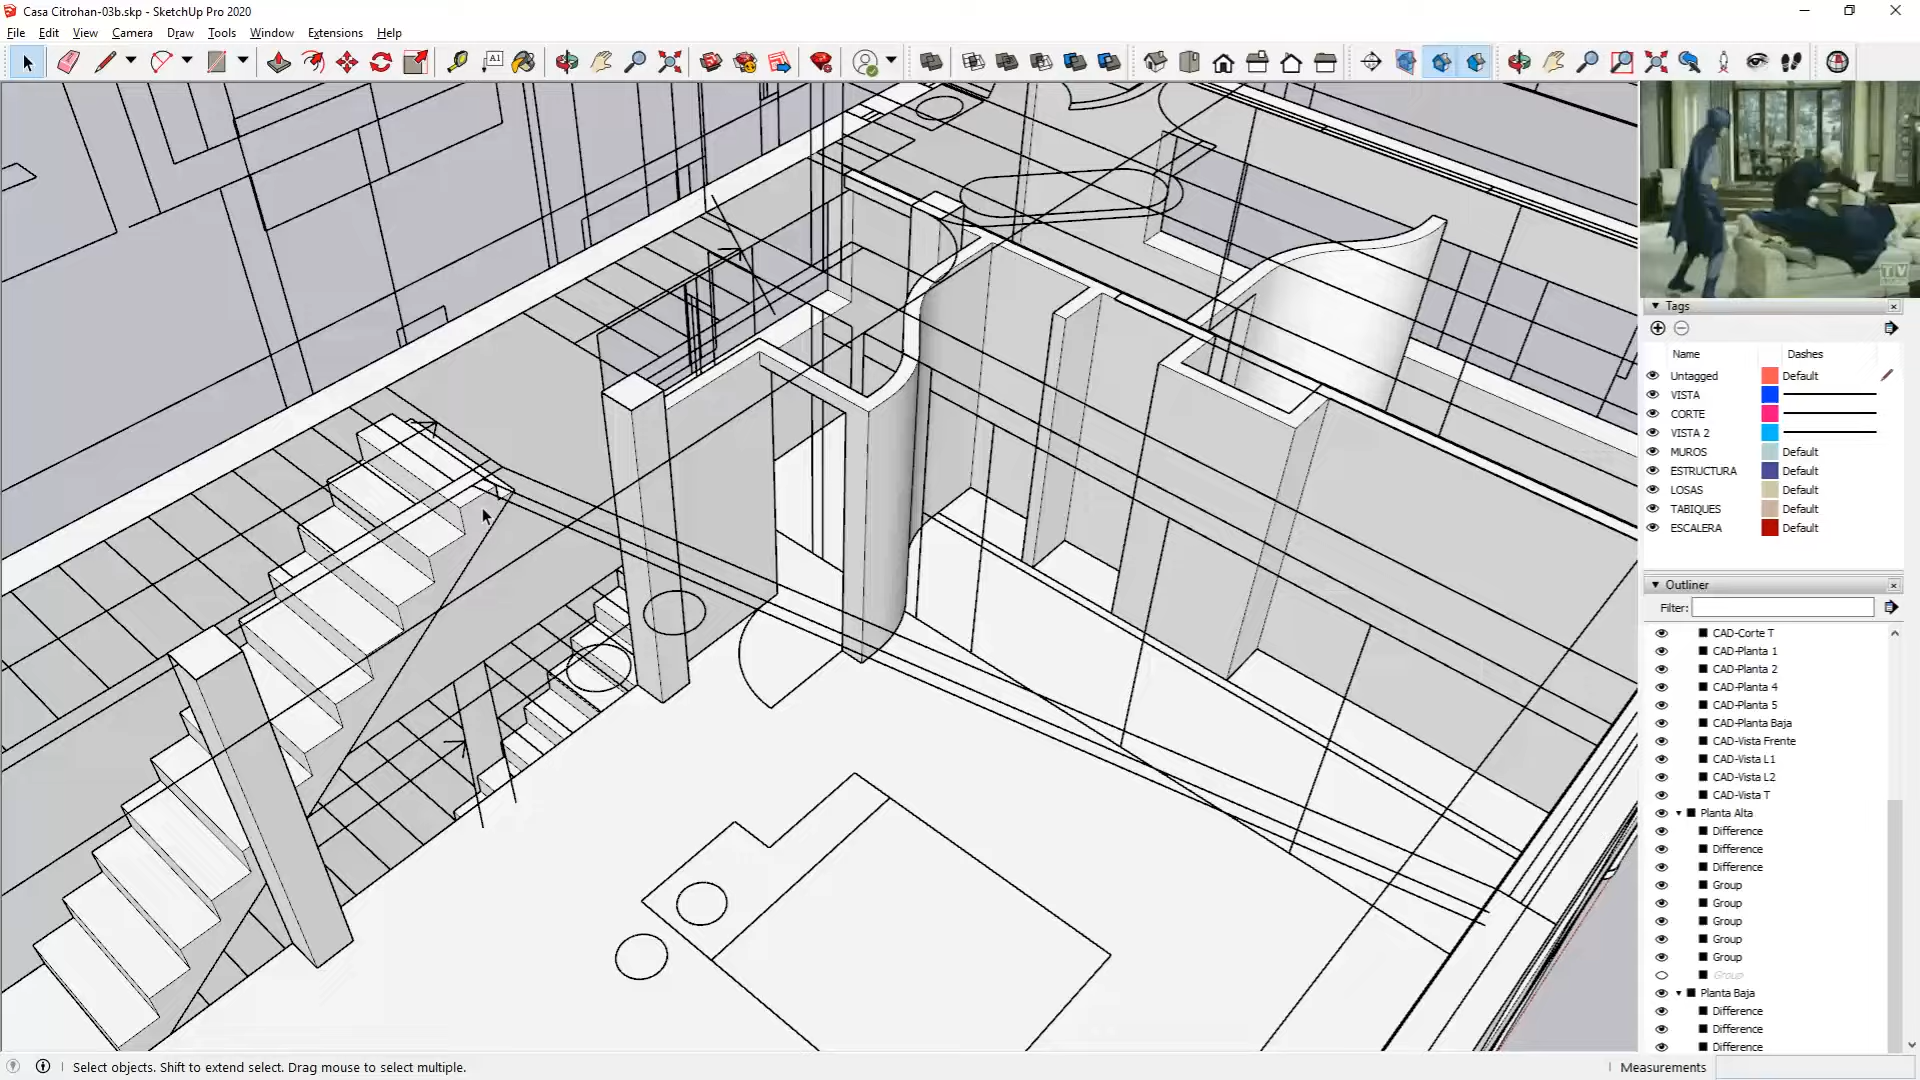 Casa Citrohan-03b.skp - SketchUp Pro 2020
File Edit View Camera Draw Tools Window Extensions Help
A1
TV
Tags
Name Dashes
Untagged Default
VISTA
CORTE
VISTA 2
MUROS Default
ESTRUCTURA Default
LOSAS Default
TABIQUES Default
ESCALERA Default
Outliner
Filter:
CAD-Corte T
CAD-Planta 1
CAD-Planta 2
CAD-Planta 4
CAD-Planta 5
CAD-Planta Baja
CAD-Vista Frente
CAD-Vista L1
CAD-Vista L2
CAD-Vista T
Planta Alta
Difference
Difference
Difference
Group
Group
Group
Group
Group
Group
Planta Baja
Difference
Difference
Difference
Select objects. Shift to extend select. Drag mouse to select multiple.
Measurements